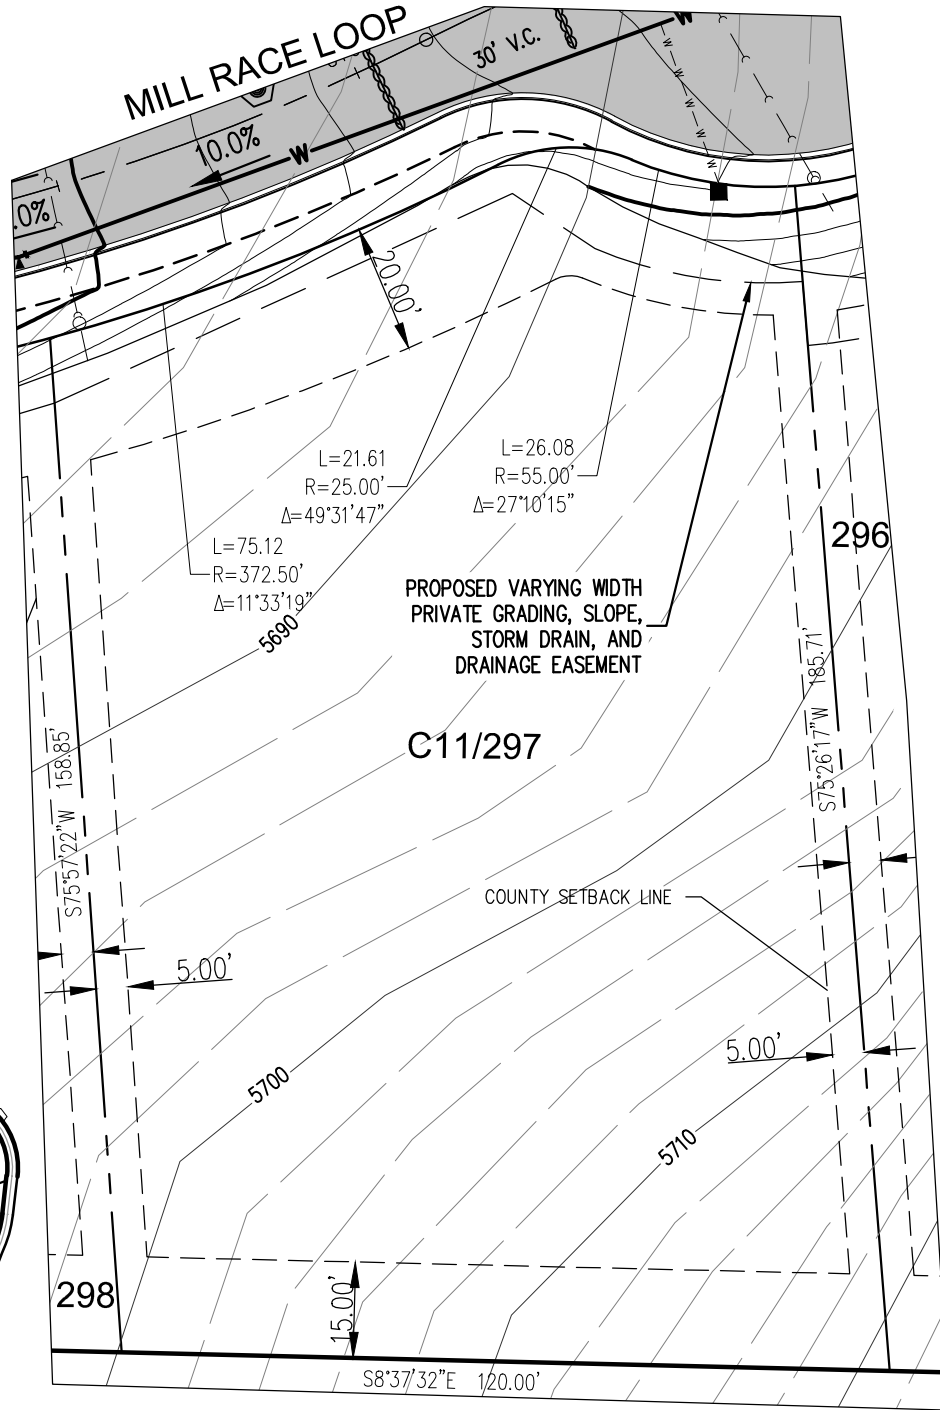 MILL RACE LOOP
30' V.C.
W
10.0%
W
.0%
W
W
W
W
W
20.00'
L=21.61
R=25.00'
Δ=49°31'47"
L=26.08
R=55.00'
Δ=27°10'15"
L=75.12
R=372.50'
Δ=11°33'19"
296
5690
PROPOSED VARYING WIDTH
PRIVATE GRADING, SLOPE,
STORM DRAIN, AND
DRAINAGE EASEMENT
C11/297
S75°57'22"W 158.85'
S75°26'17"W 185.71'
COUNTY SETBACK LINE
5.00'
5.00'
5700
5710
298
15.00'
S8°37'32"E 120.00'